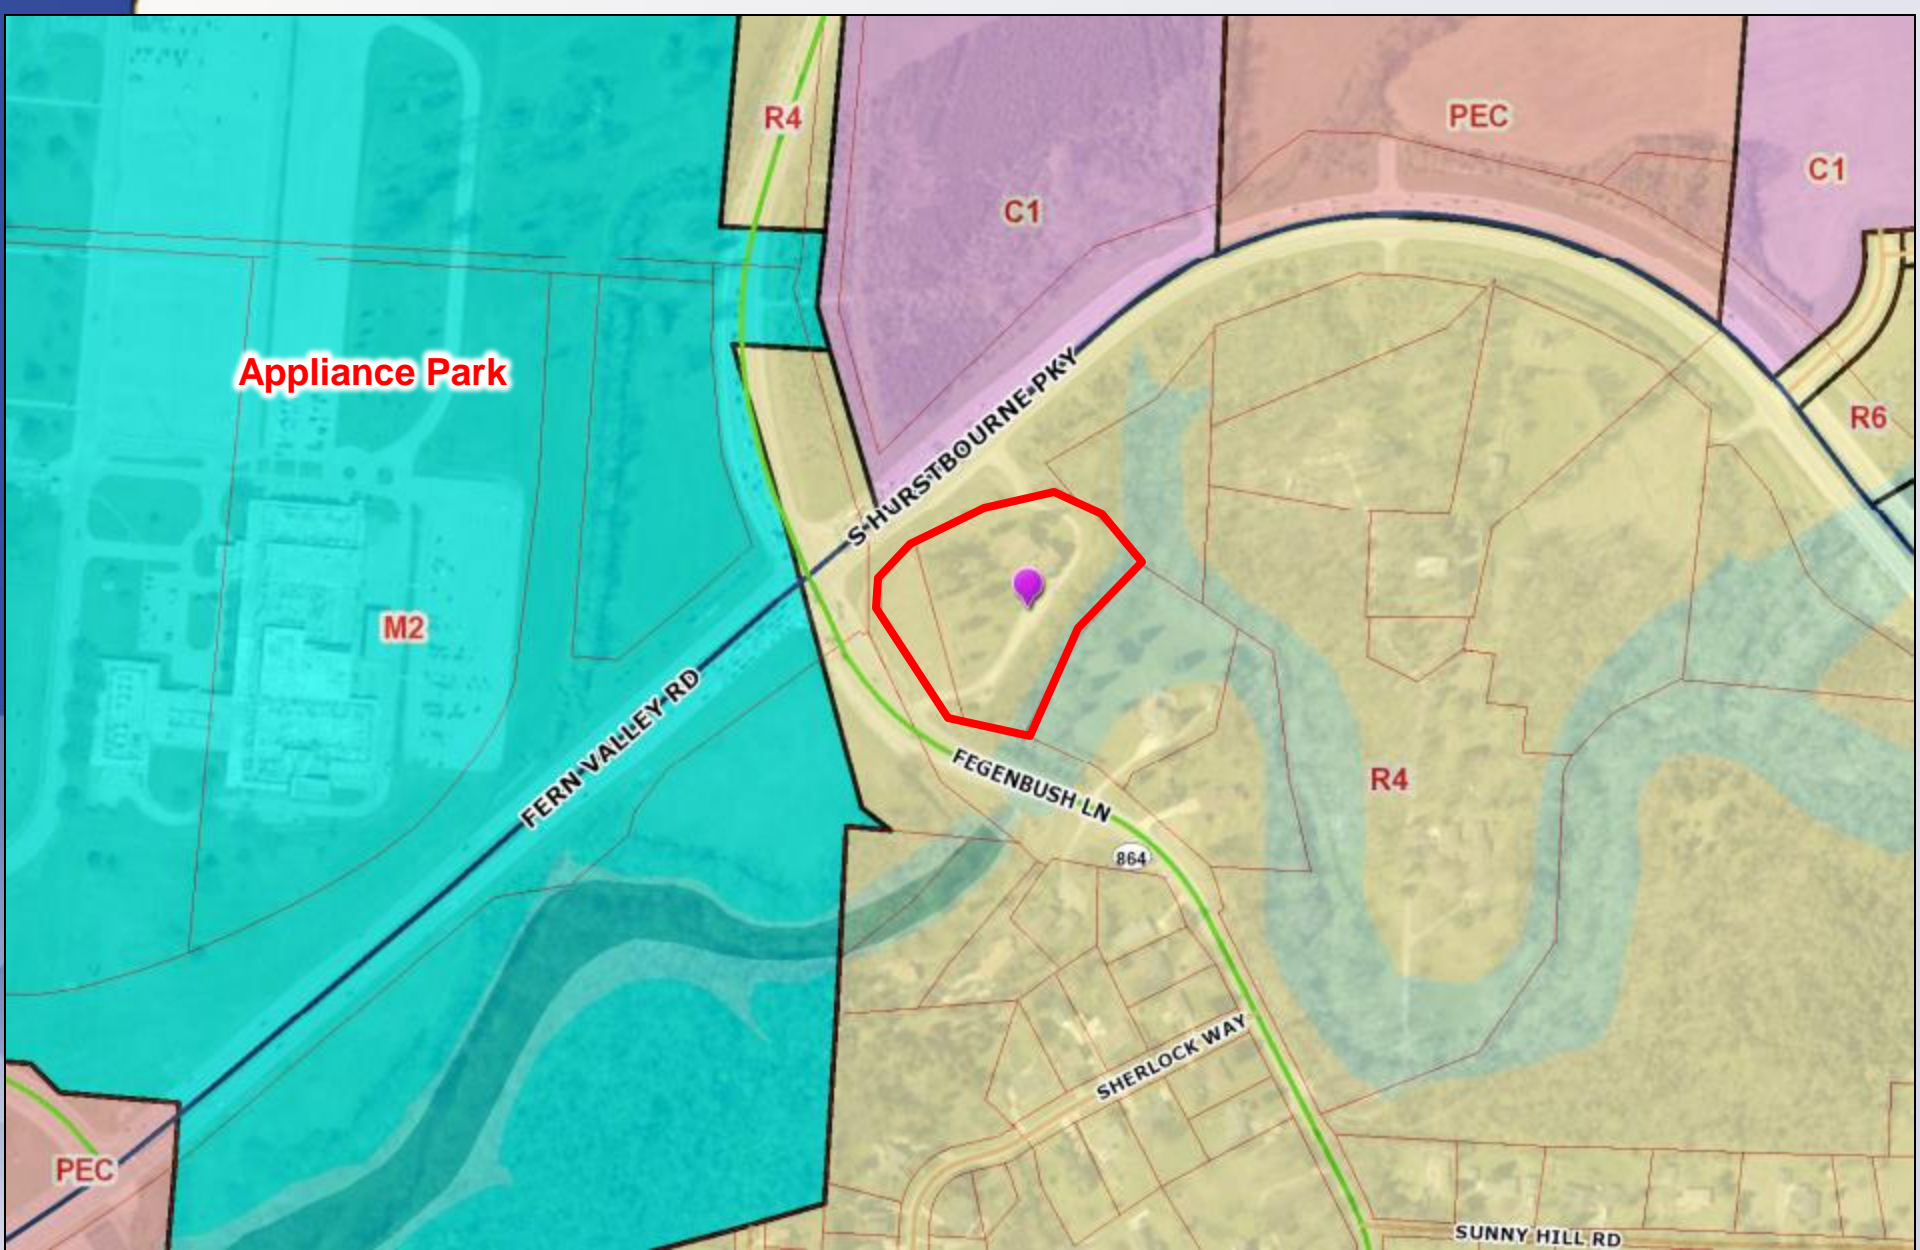 R4
PEC
C1
C1
Appliance Park
S HURSTBOURNE PKY
R6
M2
FERN VALLEY RD
FEGENBUSH LN
R4
864
SHERLOCK WAY
PEC
SUNNY HILL RD